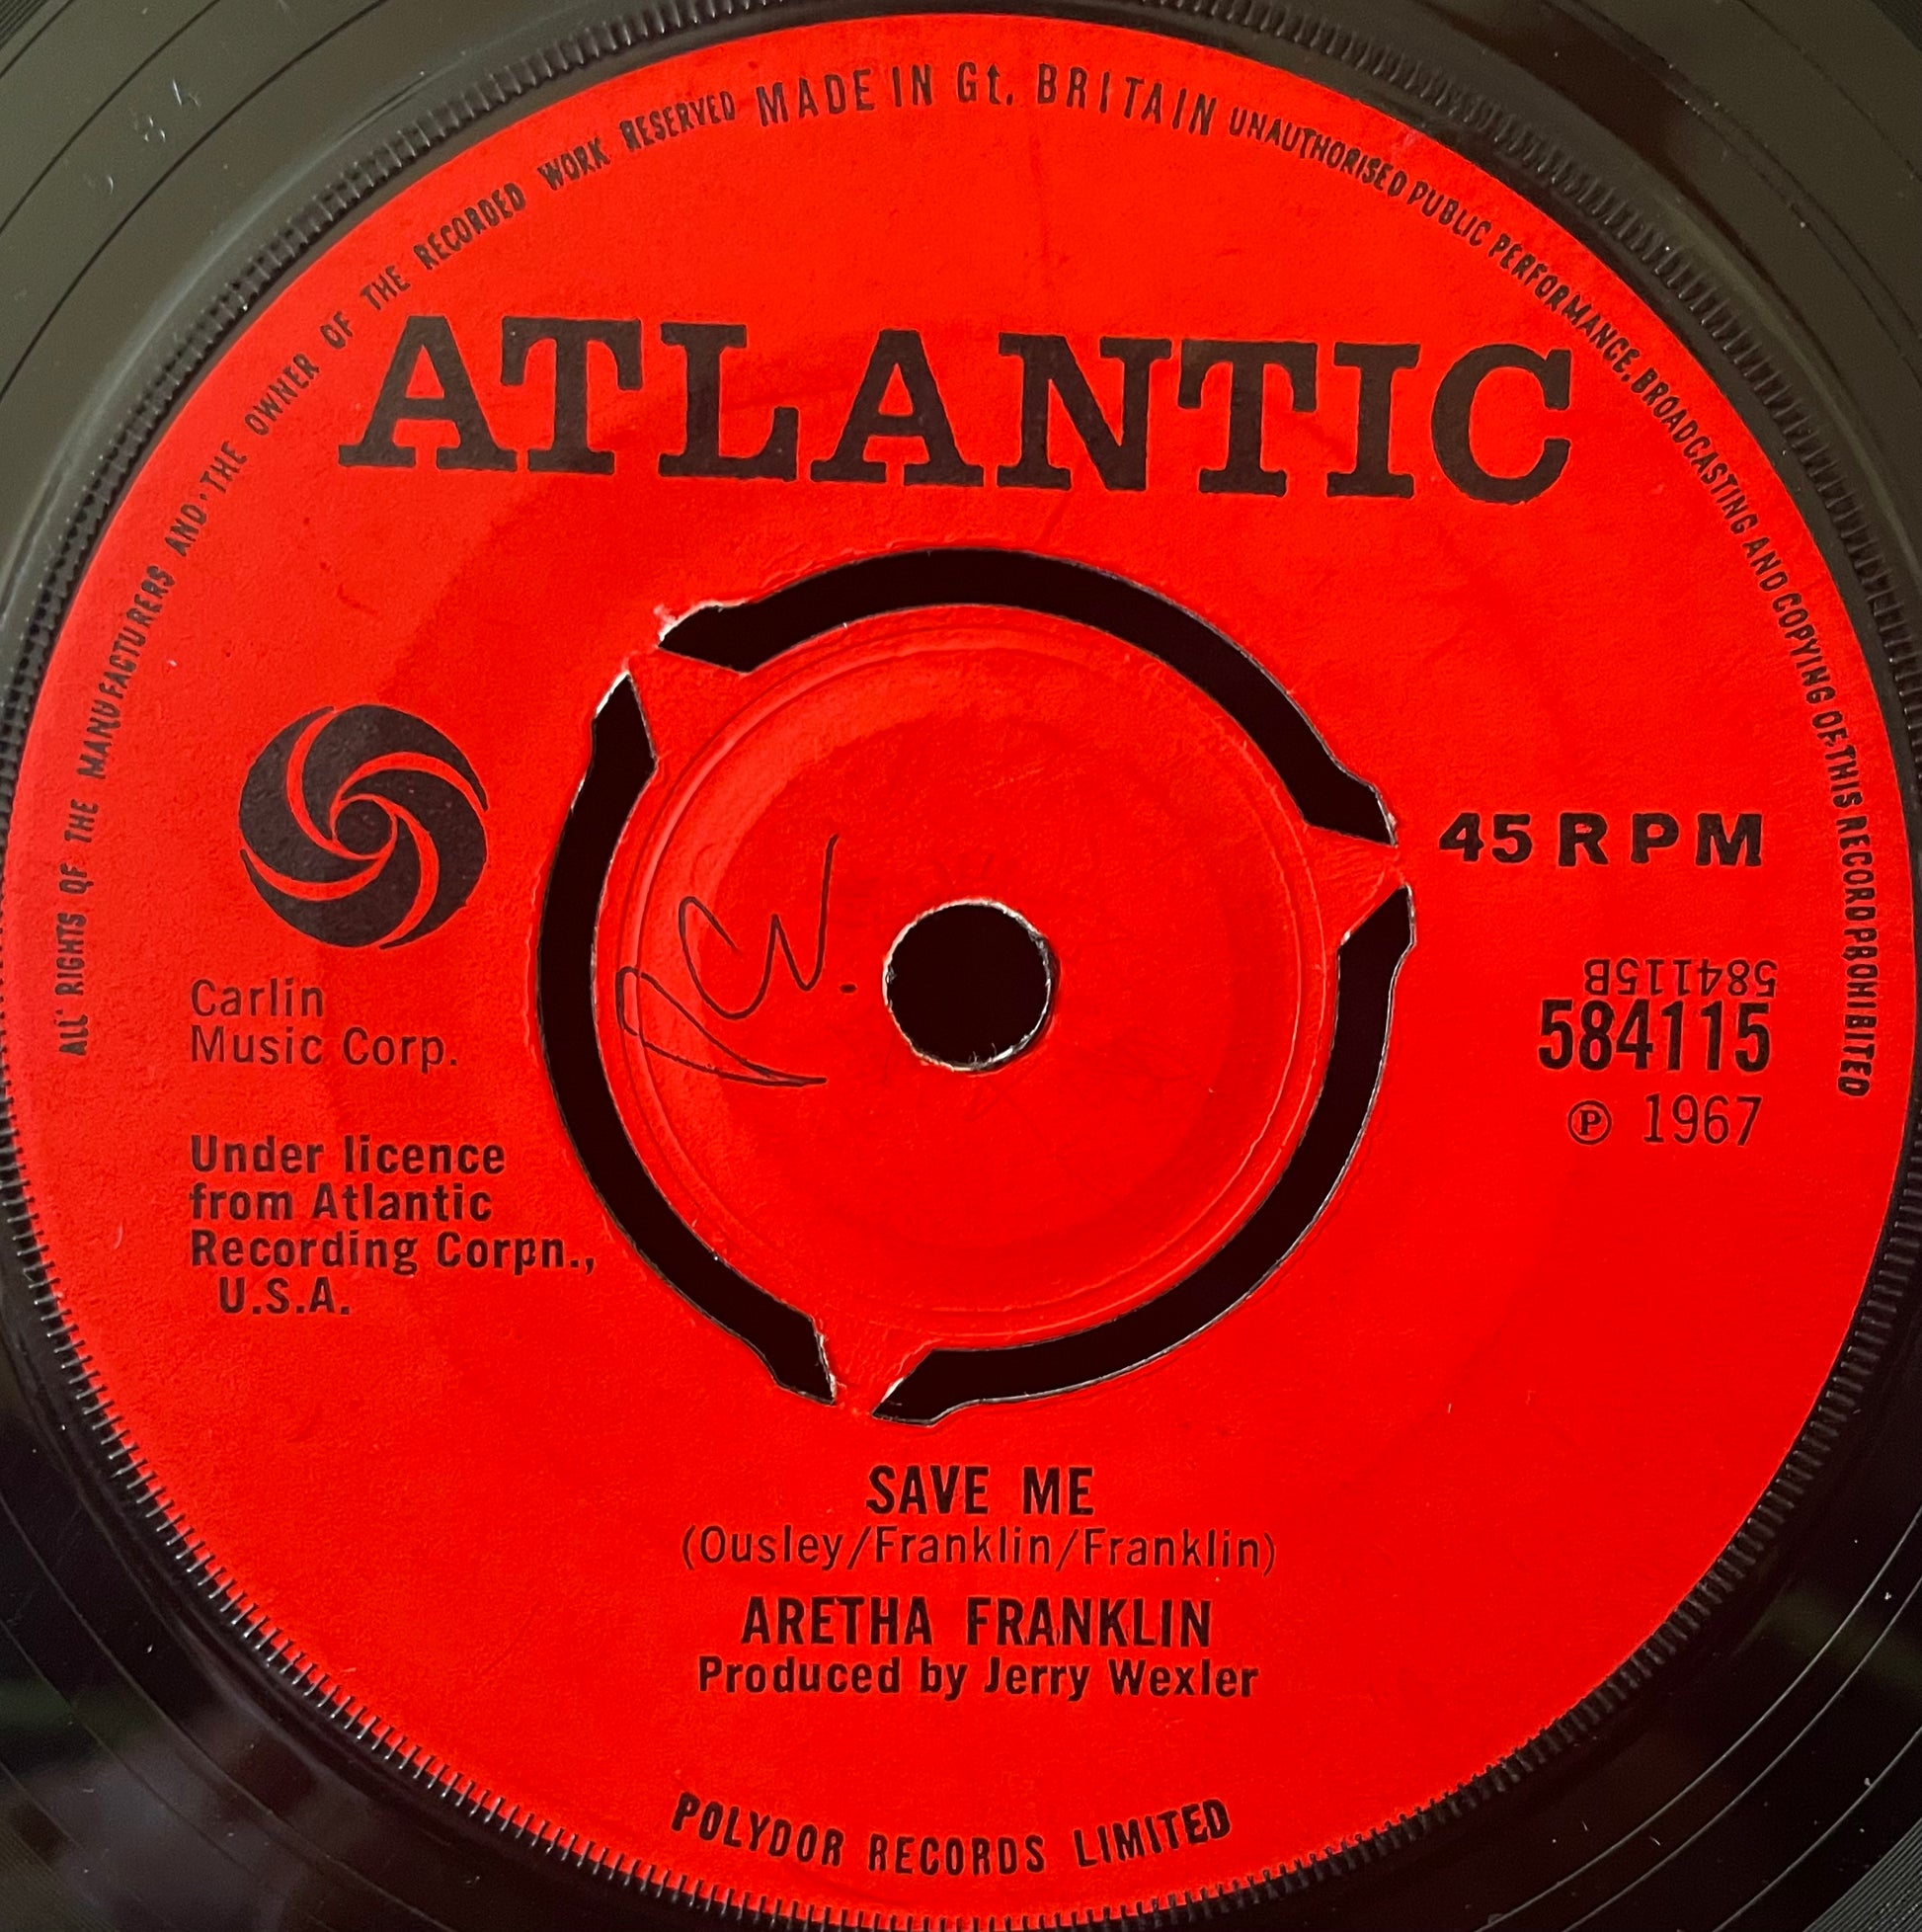 MADE IN Gt. BRITAIN
UNAUTHORISED PUBLIC PERFORMANCE, BROADCASTING AND COPYING OF THIS RECORD PROHIBITED
ALL RIGHTS OF THE MANUFACTURERS AND THE OWNER OF THE RECORDED WORK RESERVED
ATLANTIC
45 RPM
584115B
584115
℗ 1967
Carlin
Music Corp.
Under licence
from Atlantic
Recording Corpn.,
U.S.A.
SAVE ME
(Ousley/Franklin/Franklin)
ARETHA FRANKLIN
Produced by Jerry Wexler
POLYDOR RECORDS LIMITED